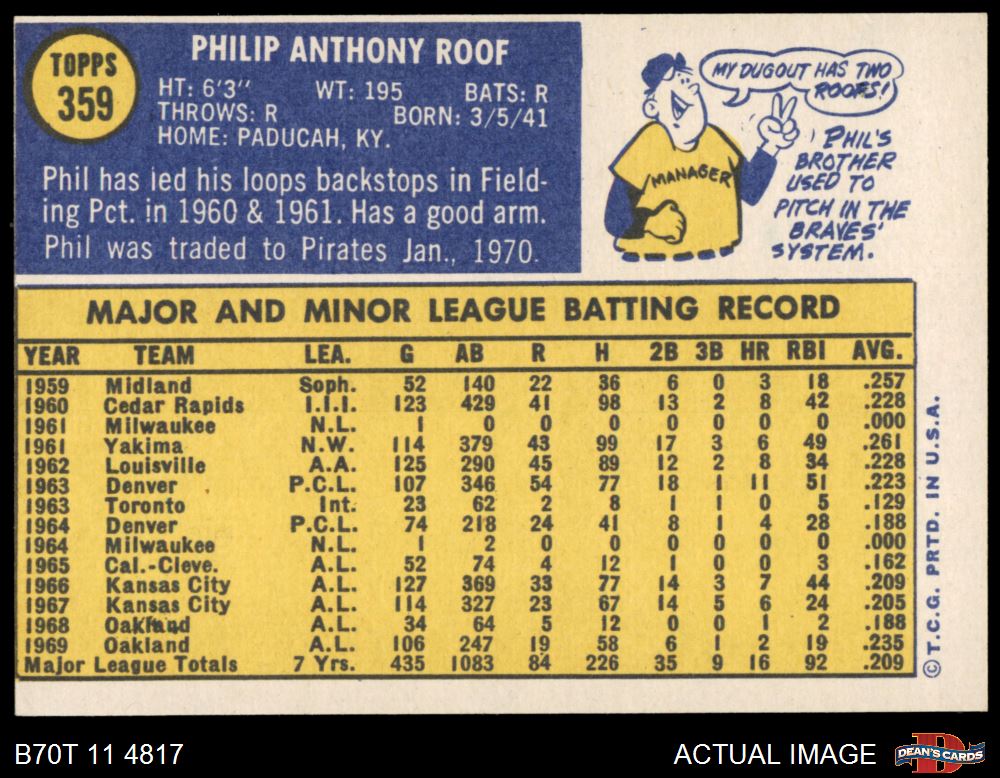 TOPPS
359
PHILIP ANTHONY ROOF
HT: 6'3" WT: 195 BATS: R
THROWS: R BORN: 3/5/41
HOME: PADUCAH, KY.
Phil has led his loops backstops in Field-
ing Pct. in 1960 & 1961. Has a good arm.
Phil was traded to Pirates Jan., 1970.
MY DUGOUT HAS TWO
ROOFS!
MANAGER
PHIL'S
BROTHER
USED TO
PITCH IN THE
BRAVES'
SYSTEM.
MAJOR AND MINOR LEAGUE BATTING RECORD
YEAR TEAM LEA. G AB R H 2B 3B HR RBI AVG.
1959 Midland Soph. 52 140 22 36 6 0 3 18 .257
1960 Cedar Rapids I.I.I. 123 429 41 98 13 2 8 42 .228
1961 Milwaukee N.L. 1 0 0 0 0 0 0 0 .000
1961 Yakima N.W. 114 379 43 99 17 3 6 49 .261
1962 Louisville A.A. 125 290 45 89 12 2 8 34 .228
1963 Denver P.C.L. 107 346 54 77 18 1 11 51 .223
1963 Toronto Int. 23 62 2 8 1 1 0 5 .129
1964 Denver P.C.L. 74 218 24 41 8 1 4 28 .188
1964 Milwaukee N.L. 1 2 0 0 0 0 0 0 .000
1965 Cal.-Cleve. A.L. 52 74 4 12 1 0 0 3 .162
1966 Kansas City A.L. 127 369 33 77 14 3 7 44 .209
1967 Kansas City A.L. 114 327 23 67 14 5 6 24 .205
1968 Oakland A.L. 34 64 5 12 0 0 1 2 .188
1969 Oakland A.L. 106 247 19 58 6 1 2 19 .235
Major League Totals 7 Yrs. 435 1083 84 226 35 9 16 92 .209
© T.C.G. PRTD. IN U.S.A.
B70T 11 4817
ACTUAL IMAGE
D
DEAN'S CARDS